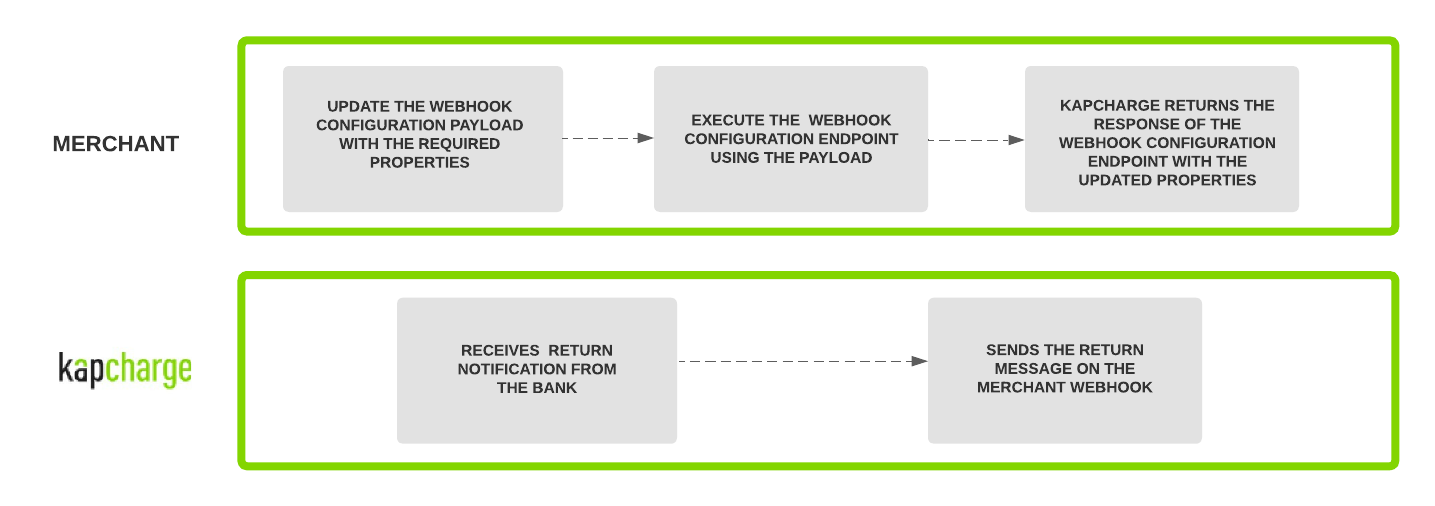 MERCHANT
UPDATE THE WEBHOOK
CONFIGURATION PAYLOAD
WITH THE REQUIRED
PROPERTIES
EXECUTE THE  WEBHOOK
CONFIGURATION ENDPOINT
USING THE PAYLOAD
KAPCHARGE RETURNS THE
RESPONSE OF THE
WEBHOOK CONFIGURATION
ENDPOINT WITH THE
UPDATED PROPERTIES
kapcharge
RECEIVES  RETURN
NOTIFICATION FROM
THE BANK
SENDS THE RETURN
MESSAGE ON THE
MERCHANT WEBHOOK